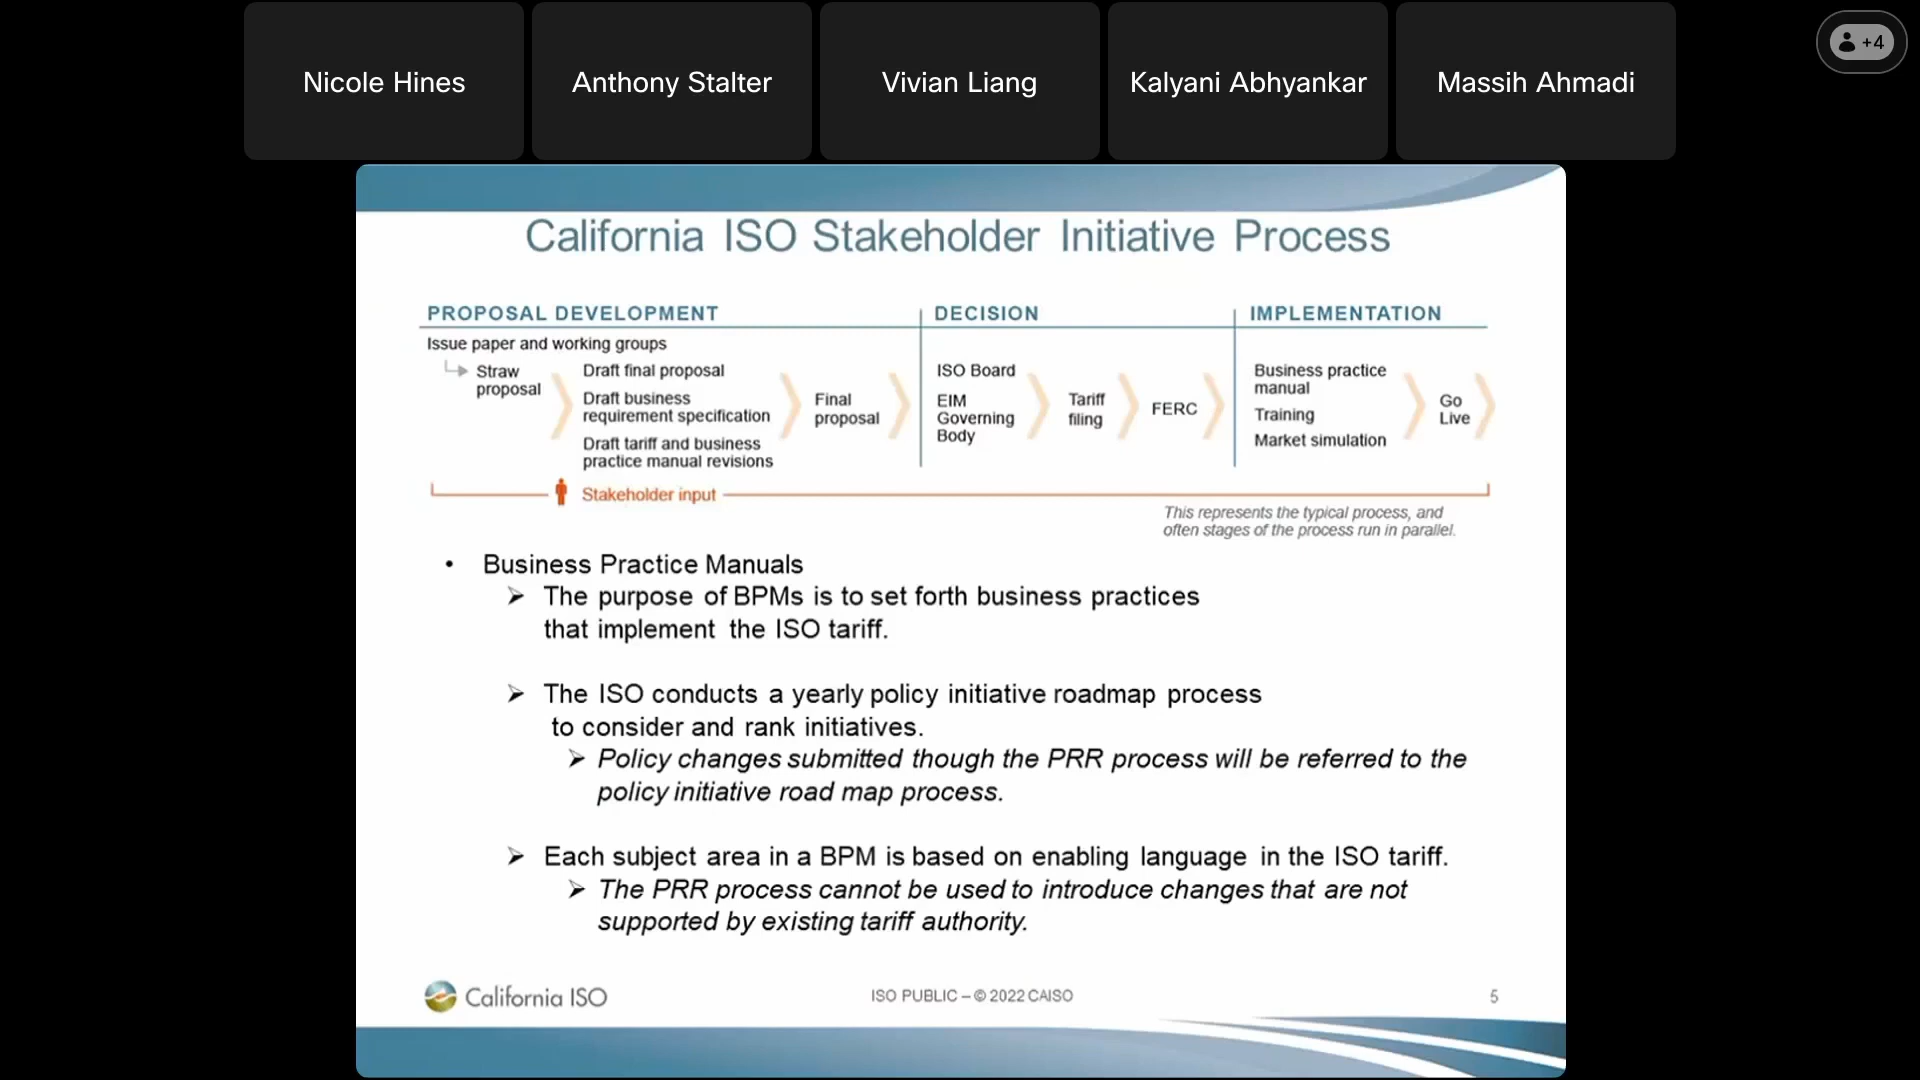 Nicole Hines
Anthony Stalter
Vivian Liang
Kalyani Abhyankar
Massih Ahmadi
+4
California ISO Stakeholder Initiative Process
PROPOSAL DEVELOPMENT
Issue paper and working groups
Straw
proposal
Draft final proposal
Draft business
requirement specification
Draft tariff and business
practice manual revisions
Final
proposal
DECISION
ISO Board
EIM
Governing
Body
Tariff
filing
FERC
IMPLEMENTATION
Business practice
manual
Training
Market simulation
Go
Live
Stakeholder input
This represents the typical process, and
often stages of the process run in parallel.
• Business Practice Manuals
➢ The purpose of BPMs is to set forth business practices
that implement the ISO tariff.
➢ The ISO conducts a yearly policy initiative roadmap process
to consider and rank initiatives.
➢ Policy changes submitted though the PRR process will be referred to the
policy initiative road map process.
➢ Each subject area in a BPM is based on enabling language in the ISO tariff.
➢ The PRR process cannot be used to introduce changes that are not
supported by existing tariff authority.
California ISO
ISO PUBLIC – © 2022 CAISO
5